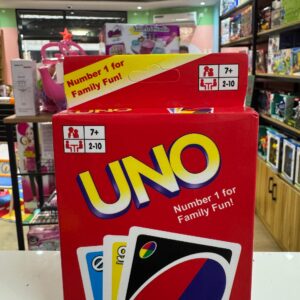 Number 1 for
Family Fun!
7+
2-10
7+
2-10
UNO
Number 1 for
Family Fun!